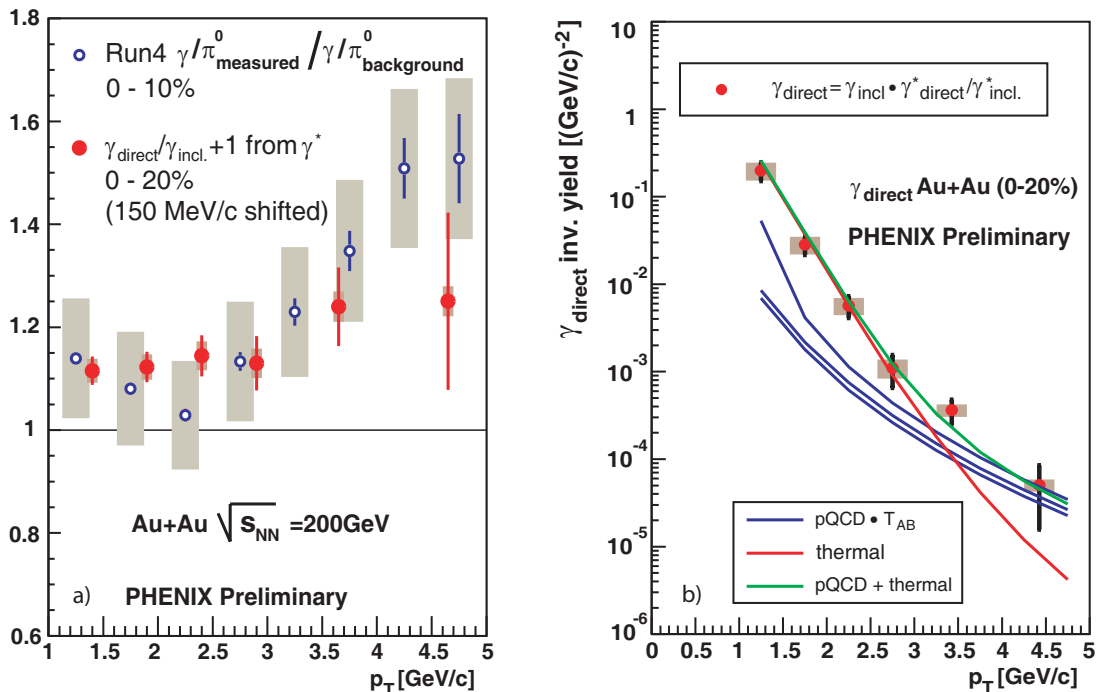 1.8
1.6
1.4
1.2
1
0.8
0.6
Run4 γ/π⁰measured / γ/π⁰background
0 - 10%
γdirect/γincl.+1 from γ*
0 - 20%
(150 MeV/c shifted)
Au+Au √sNN =200GeV
a) PHENIX Preliminary
1 1.5 2 2.5 3 3.5 4 4.5 5
pT [GeV/c]
γdirect inv. yield [(GeV/c)⁻²]
10
1
10⁻¹
10⁻²
10⁻³
10⁻⁴
10⁻⁵
10⁻⁶
γdirect= γincl • γ*direct/γ*incl.
γdirect Au+Au (0-20%)
PHENIX Preliminary
pQCD • TAB
thermal
pQCD + thermal
b)
0 0.5 1 1.5 2 2.5 3 3.5 4 4.5 5
pT [GeV/c]